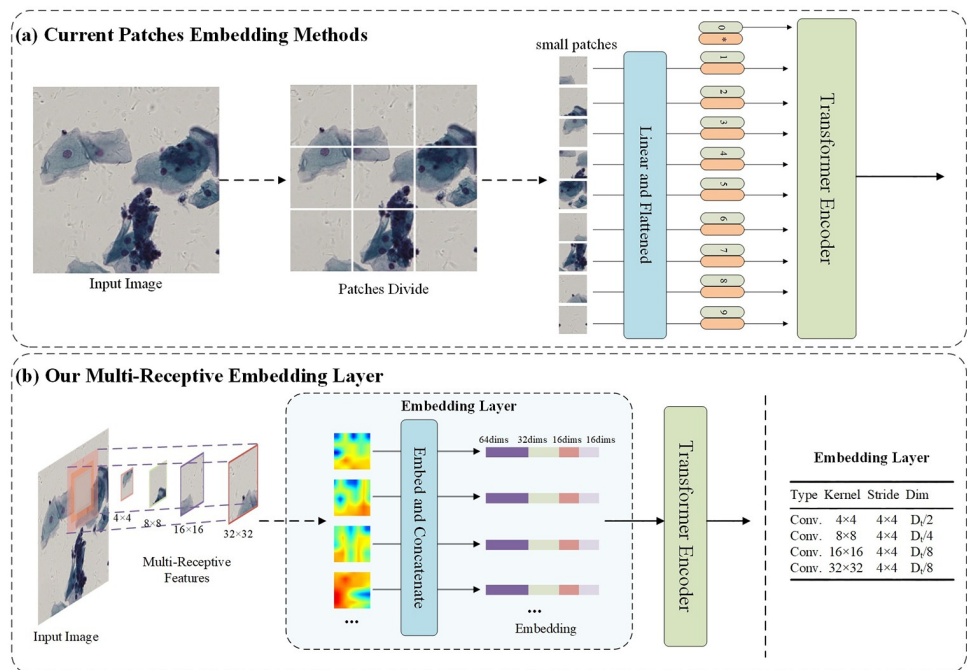 (a) Current Patches Embedding Methods
small patches
0
*
1
2
3
4
5
6
7
8
9
Linear and Flattened
Transformer Encoder
Input Image
Patches Divide
(b) Our Multi-Receptive Embedding Layer
Embedding Layer
64dims 32dims 16dims 16dims
4×4
8×8
16×16
32×32
Multi-Receptive
Features
Input Image
Embed and Concatenate
...
...
Embedding
Transformer Encoder
Embedding Layer
Type Kernel Stride Dim
Conv. 4×4 4×4 Dt/2
Conv. 8×8 4×4 Dt/4
Conv. 16×16 4×4 Dt/8
Conv. 32×32 4×4 Dt/8